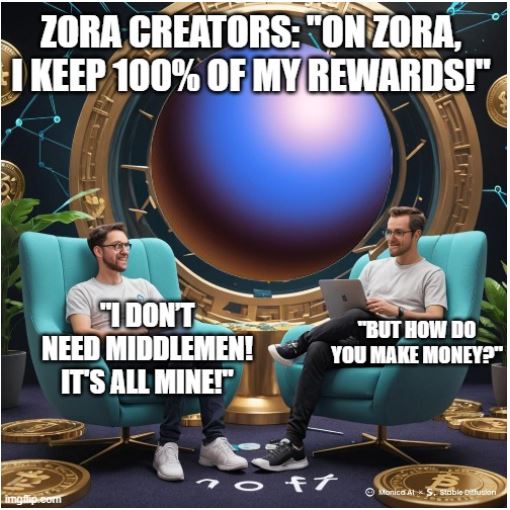 ZORA CREATORS: "ON ZORA,
I KEEP 100% OF MY REWARDS!"
"I DON'T
NEED MIDDLEMEN!
IT'S ALL MINE!"
"BUT HOW DO
YOU MAKE MONEY?"
imgflip.com
Monica AI × S. Stable Diffusion